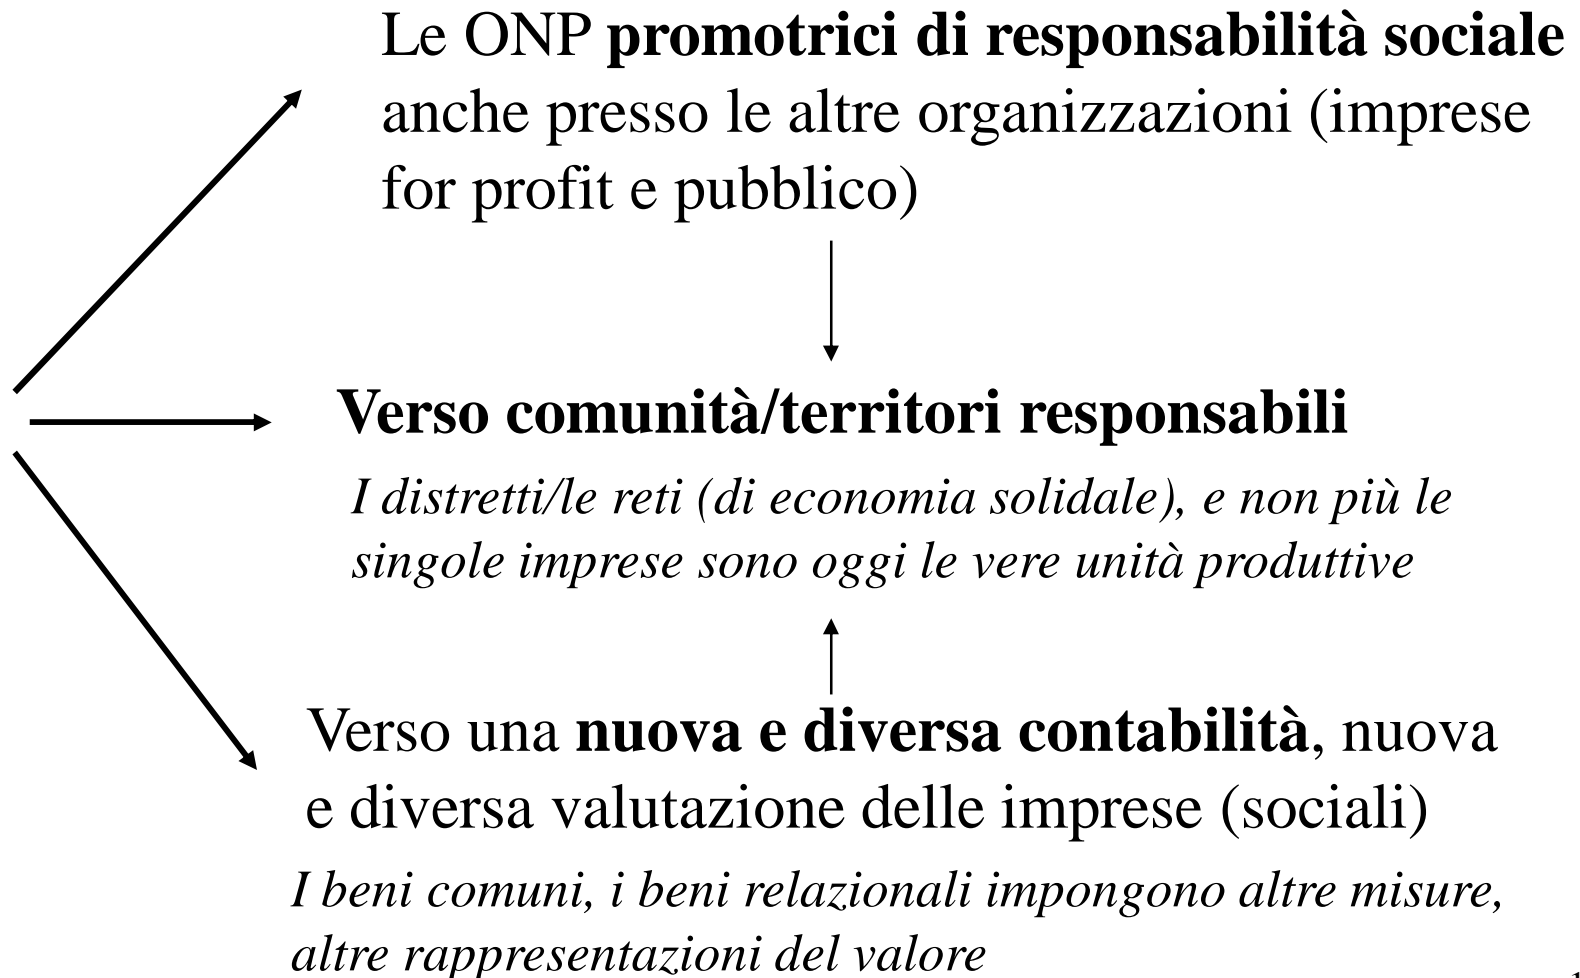 Le ONP promotrici di responsabilità sociale
anche presso le altre organizzazioni (imprese
for profit e pubblico)
Verso comunità/territori responsabili
I distretti/le reti (di economia solidale), e non più le
singole imprese sono oggi le vere unità produttive
Verso una nuova e diversa contabilità, nuova
e diversa valutazione delle imprese (sociali)
I beni comuni, i beni relazionali impongono altre misure,
altre rappresentazioni del valore